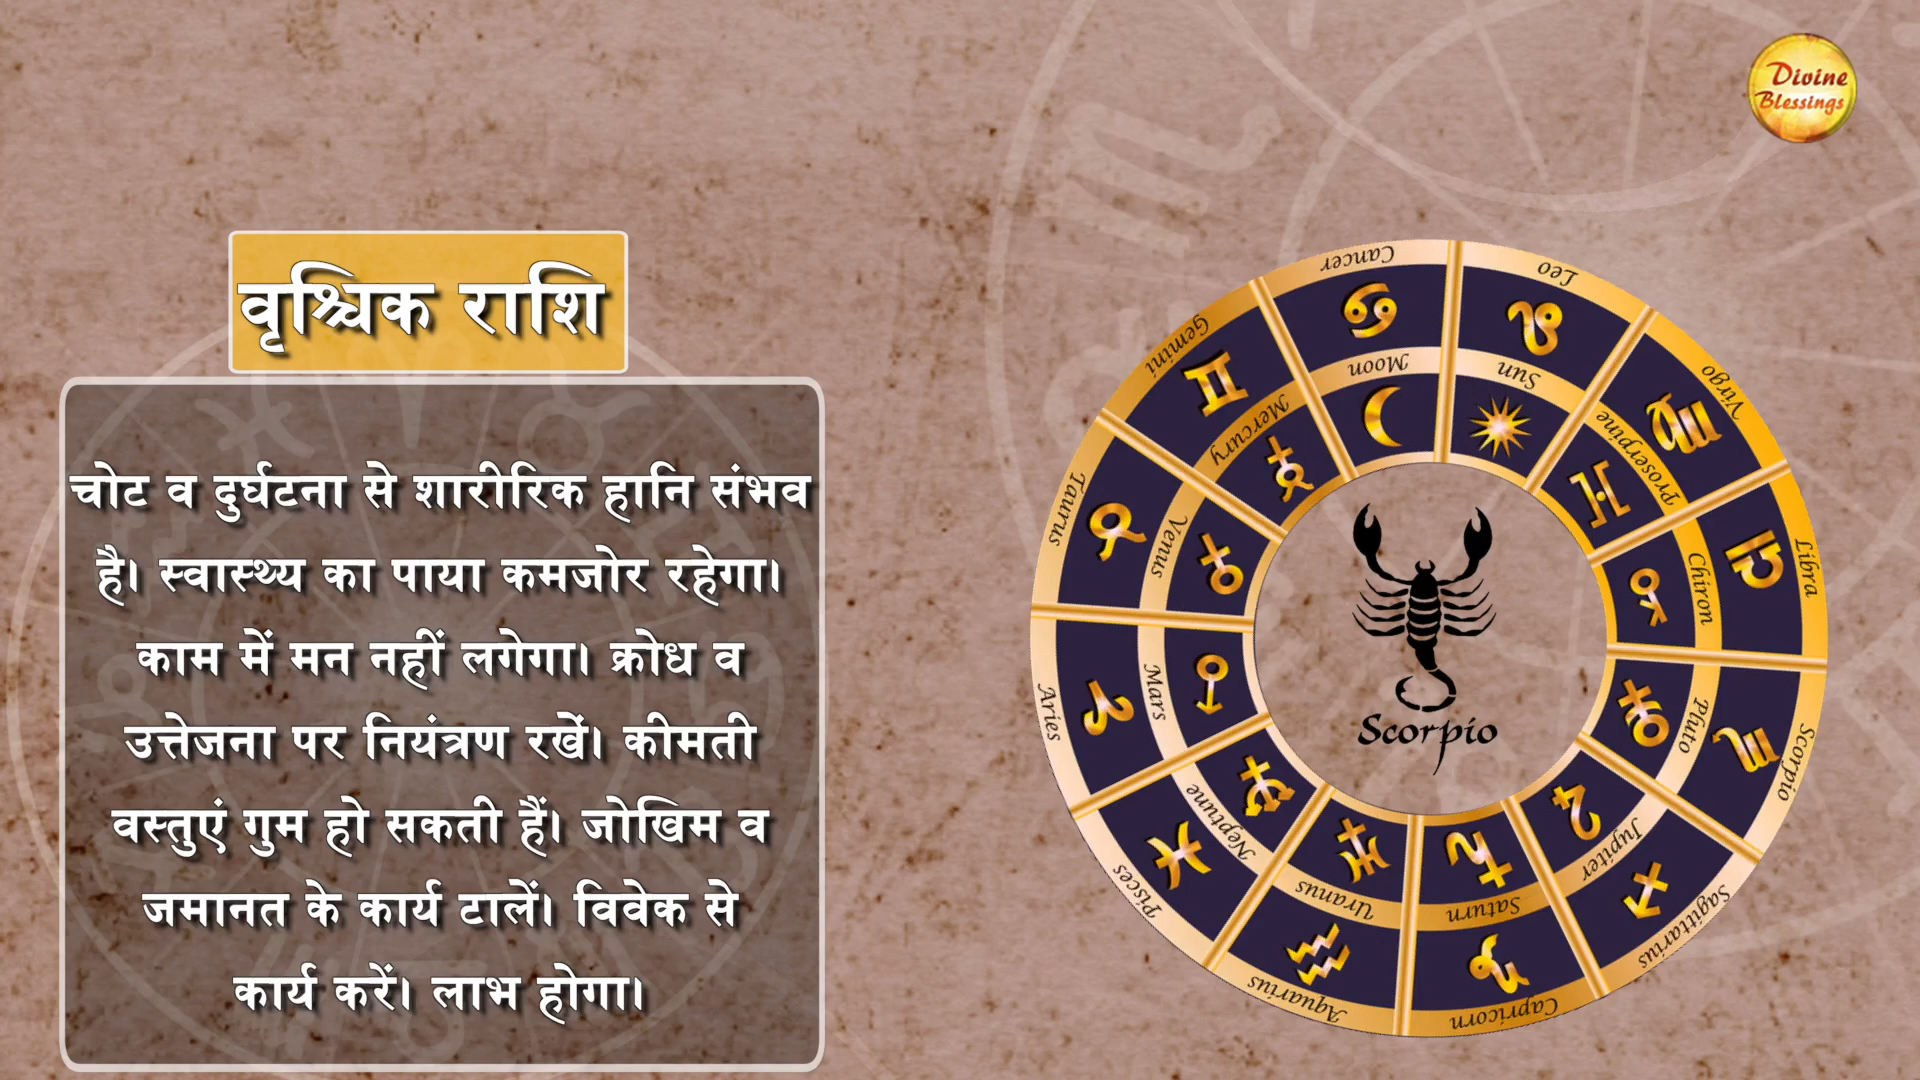 Divine
Blessings
वृश्चिक राशि
चोट व दुर्घटना से शारीरिक हानि संभव
है। स्वास्थ्य का पाया कमजोर रहेगा।
काम में मन नहीं लगेगा। क्रोध व
उत्तेजना पर नियंत्रण रखें। कीमती
वस्तुएं गुम हो सकती हैं। जोखिम व
जमानत के कार्य टालें। विवेक से
कार्य करें। लाभ होगा।
Cancer
Leo
Virgo
Libra
Scorpio
Sagittarius
Capricorn
Aquarius
Pisces
Aries
Taurus
Gemini
Moon
Sun
Proserpine
Chiron
Pluto
Jupiter
Saturn
Uranus
Neptune
Mars
Venus
Mercury
Scorpio